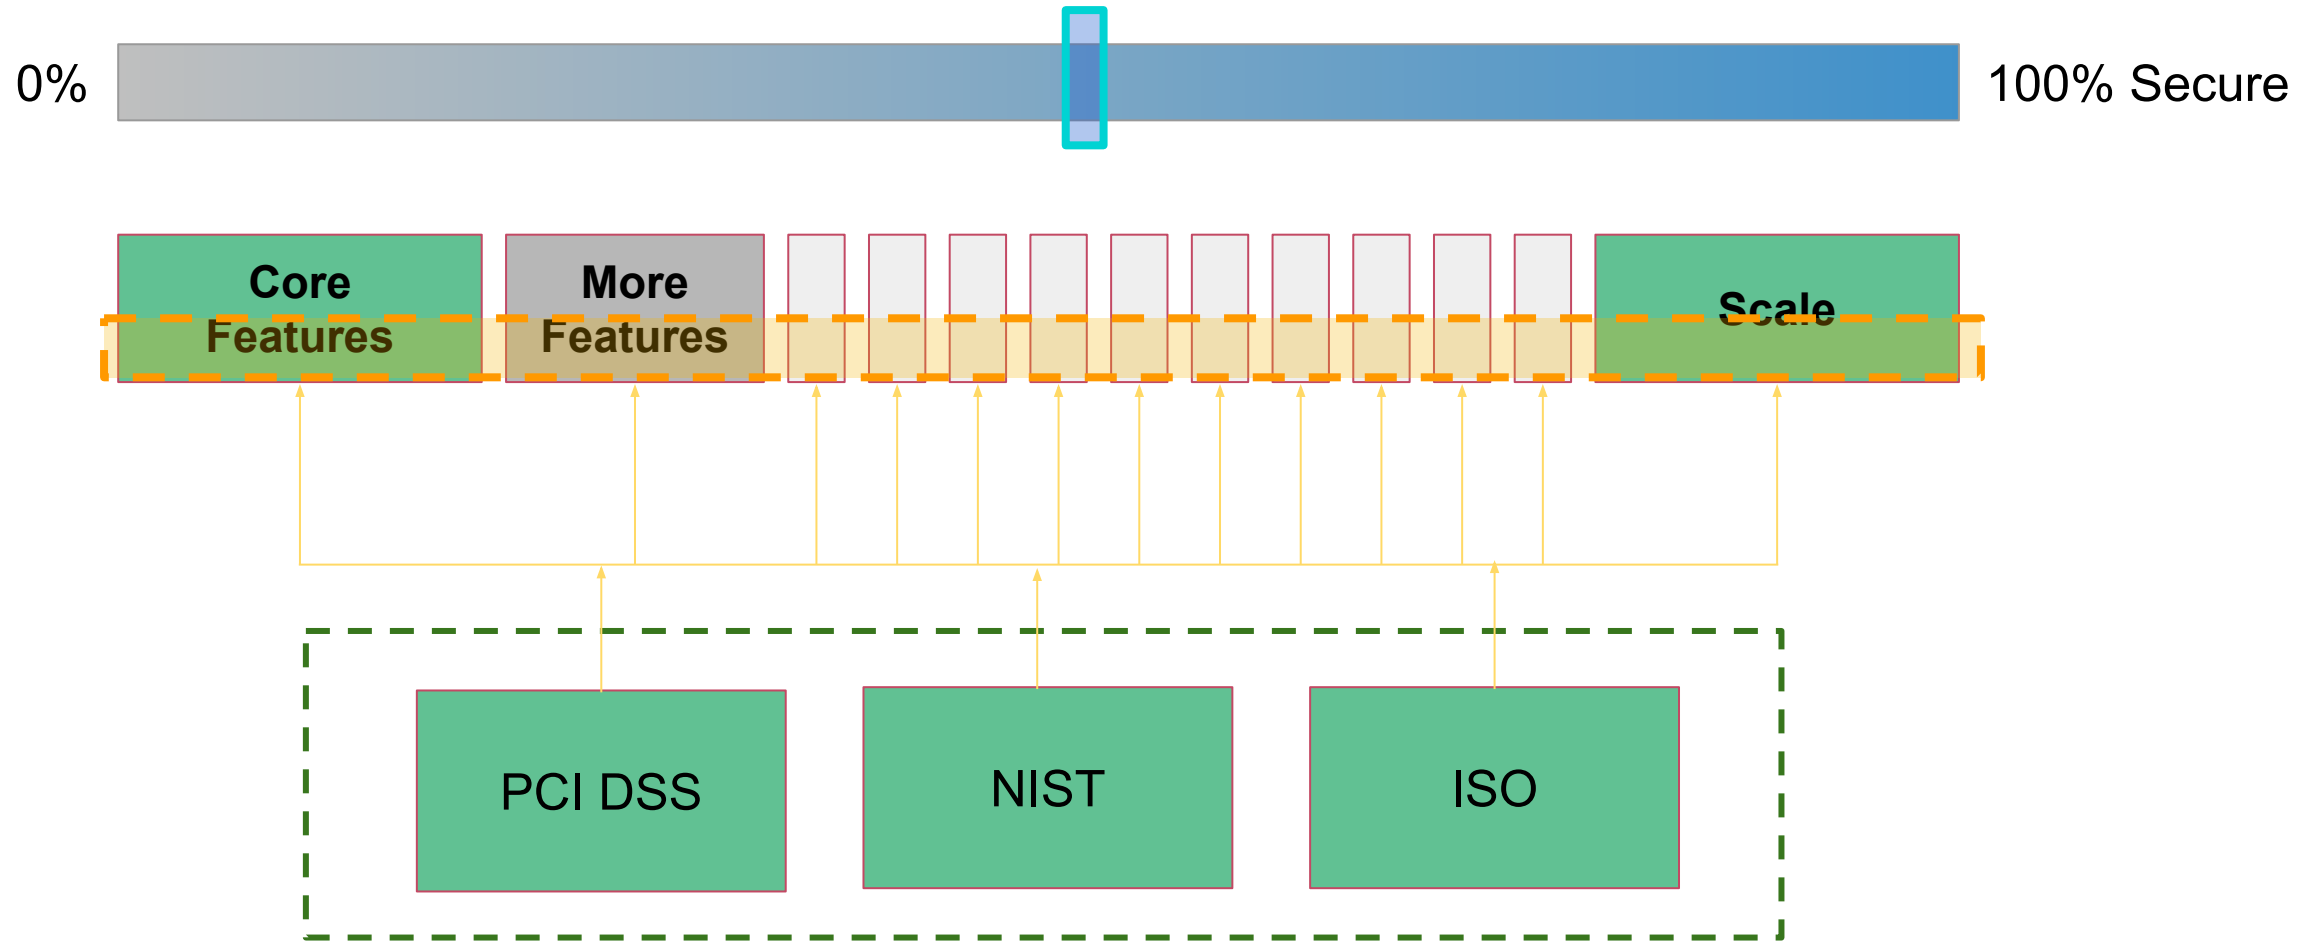 0%
100% Secure
Core
Features
More
Features
Scale
PCI DSS
NIST
ISO